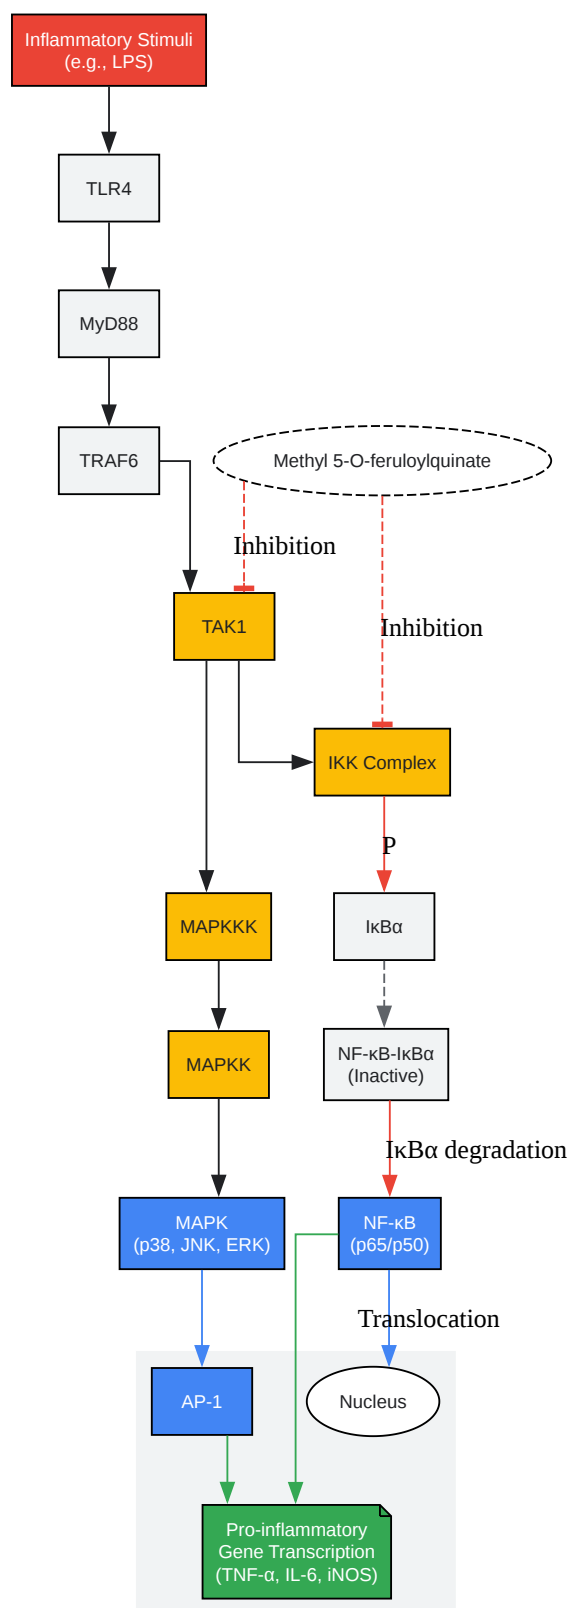 Inflammatory Stimuli
(e.g., LPS)
TLR4
MyD88
TRAF6
Methyl 5-O-feruloylquinate
Inhibition
TAK1
Inhibition
IKK Complex
P
MAPKKK
IκBα
MAPKK
NF-κB-IκBα
(Inactive)
IκBα degradation
MAPK
(p38, JNK, ERK)
NF-κB
(p65/p50)
Translocation
AP-1
Nucleus
Pro-inflammatory
Gene Transcription
(TNF-α, IL-6, iNOS)